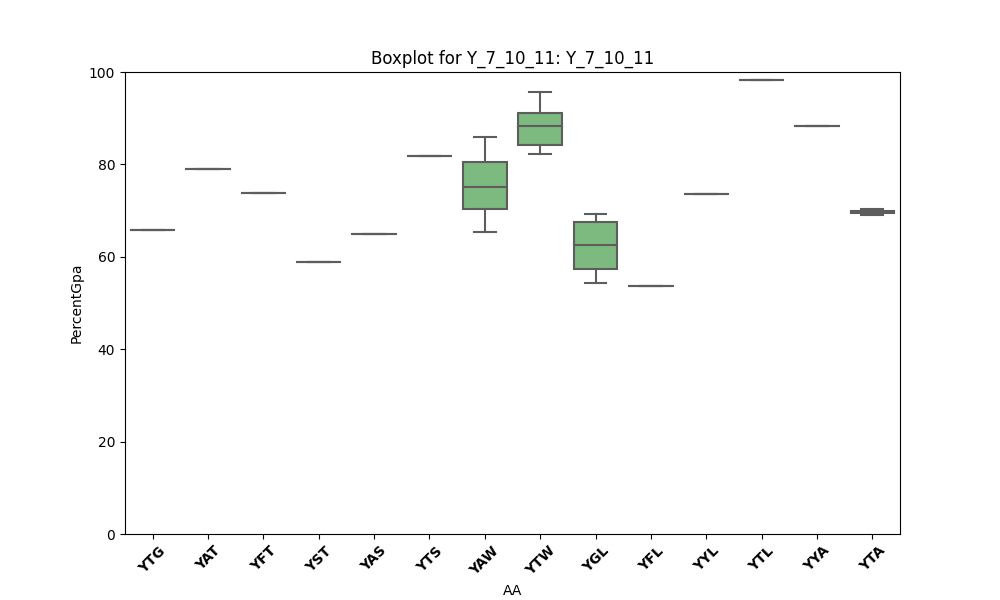 Boxplot for Y_7_10_11: Y_7_10_11
PercentGpa
100
80
60
40
20
0
YTG YAT YFT YST YAS YTS YAW YTW YGL YFL YYL YTL YYA YTA
AA